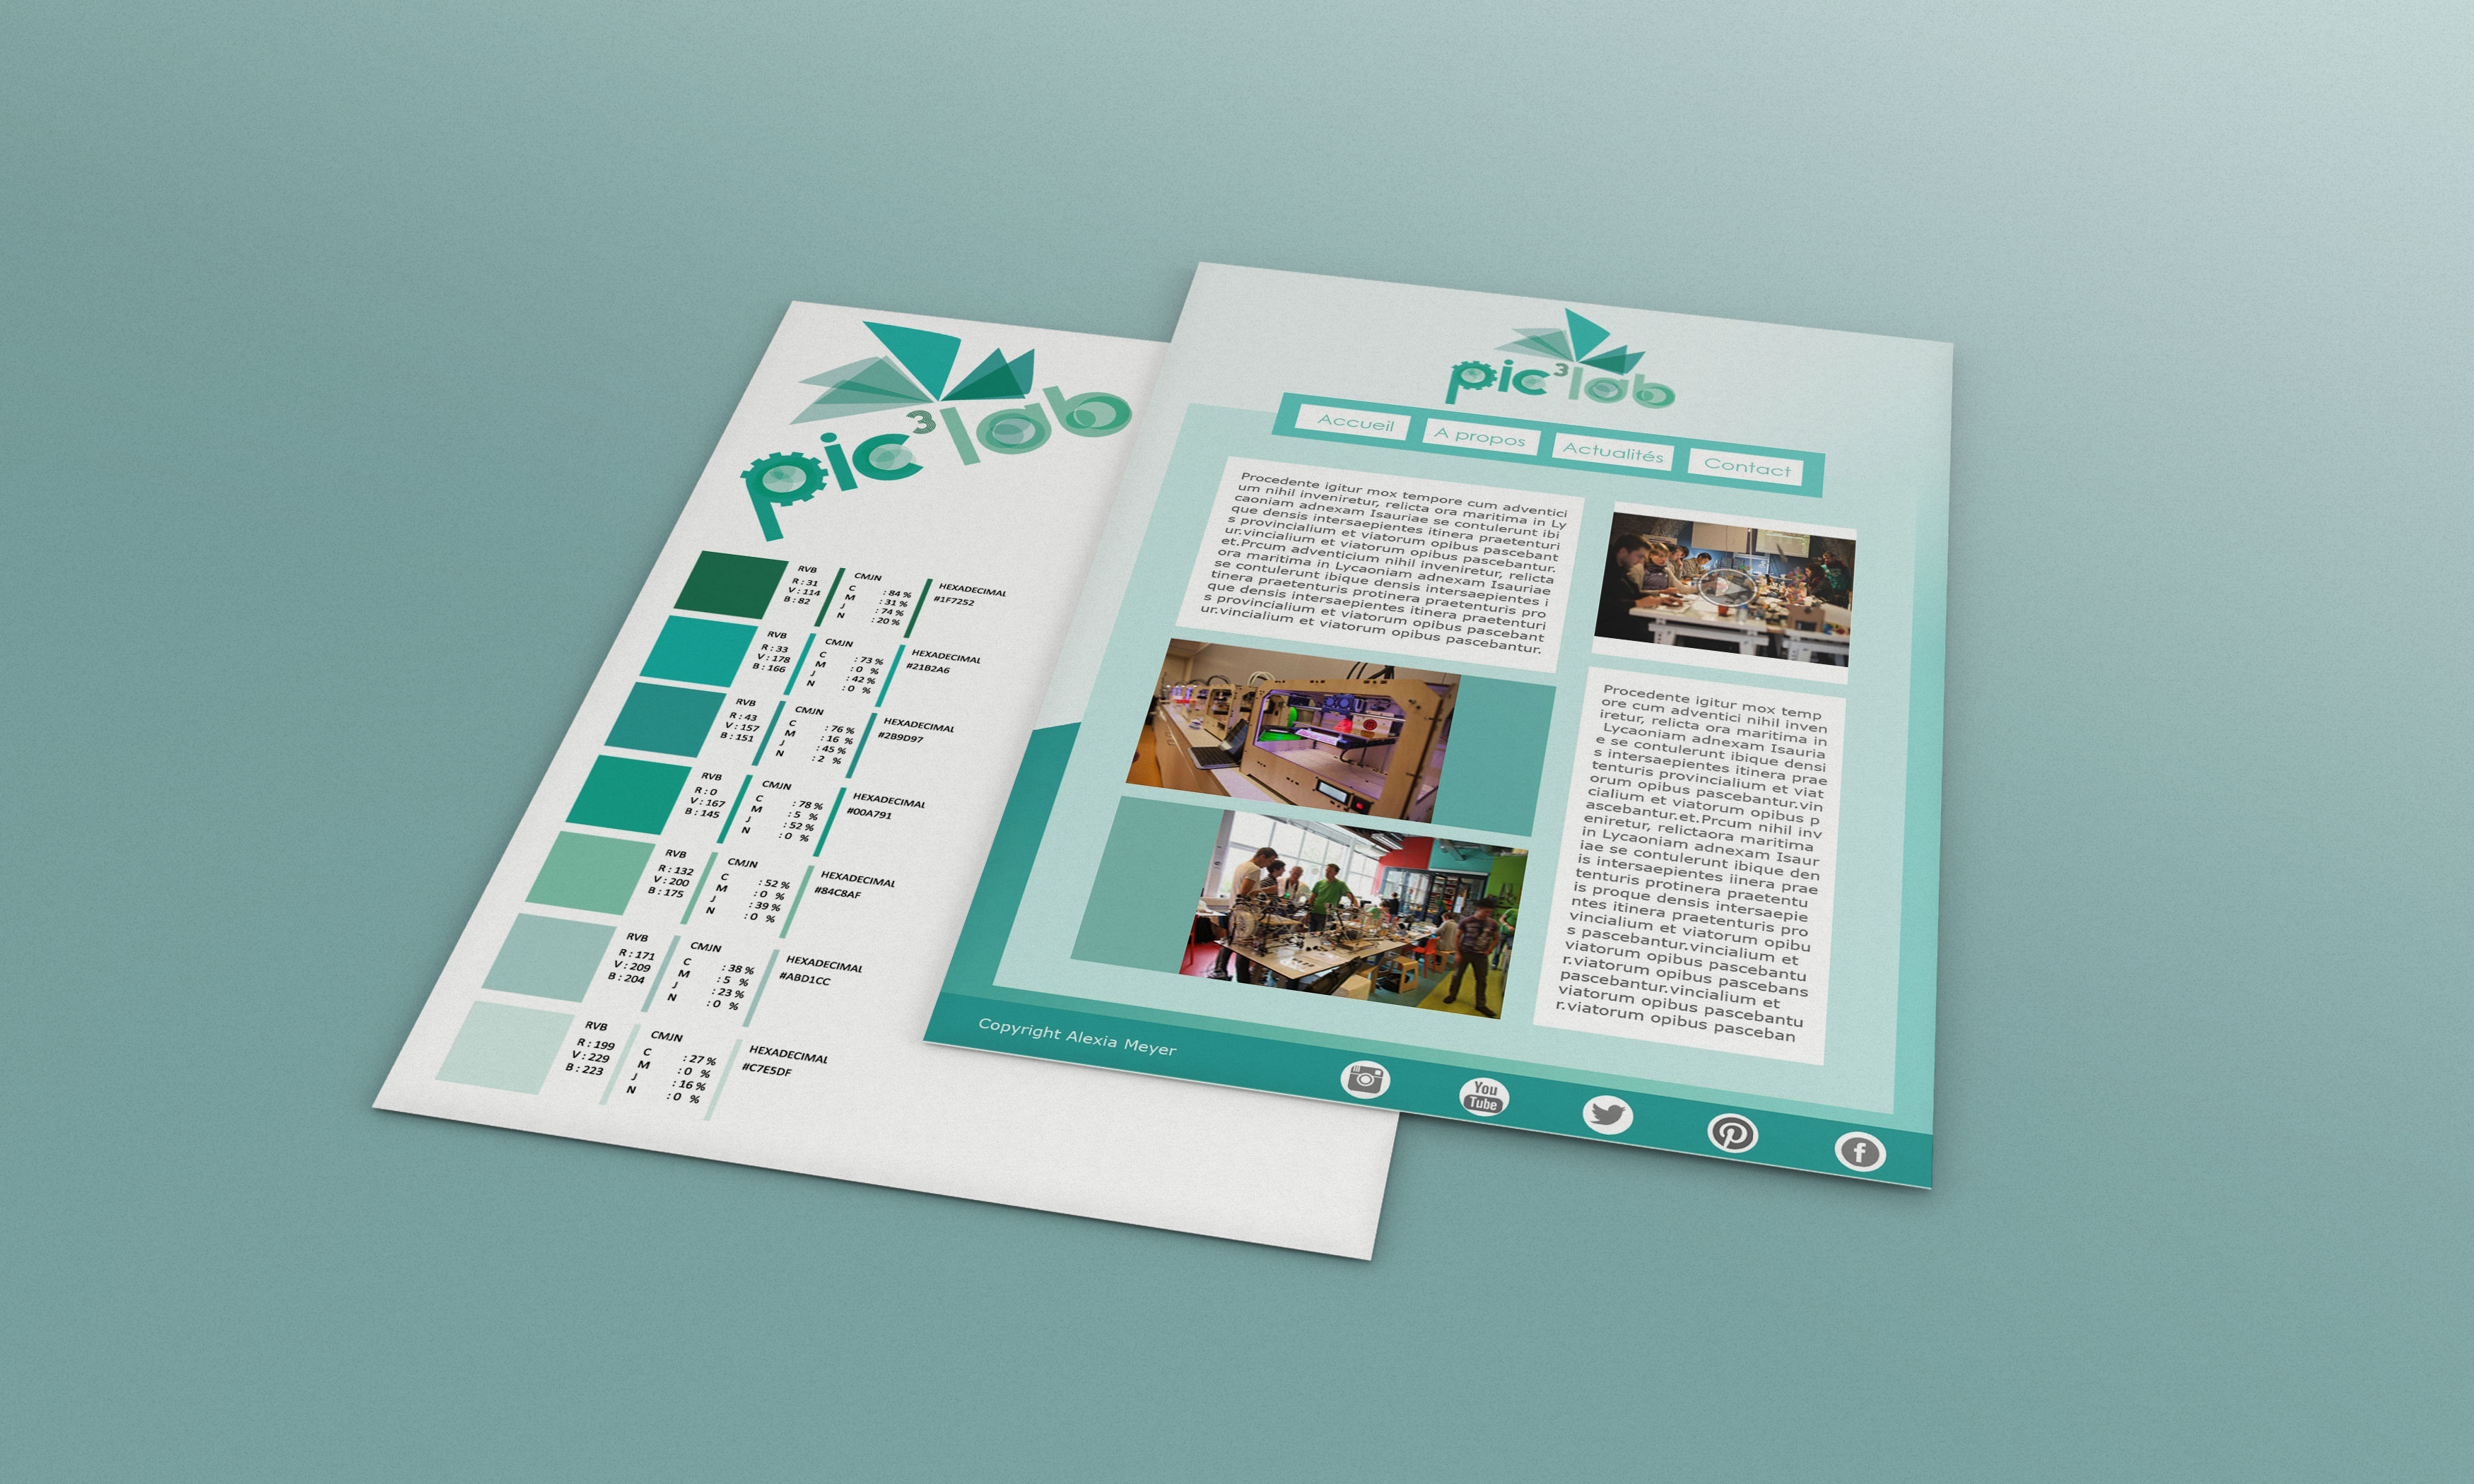 pic³lab
RVB
R : 31
V : 114
B : 82
CMJN
C : 84 %
M : 31 %
J : 74 %
N : 20 %
HEXADECIMAL
#1F7252
RVB
R : 33
V : 178
B : 166
CMJN
C : 73 %
M : 0 %
J : 42 %
N : 0 %
HEXADECIMAL
#21B2A6
RVB
R : 43
V : 157
B : 151
CMJN
C : 76 %
M : 16 %
J : 45 %
N : 2 %
HEXADECIMAL
#2B9D97
RVB
R : 0
V : 167
B : 145
CMJN
C : 78 %
M : 5 %
J : 52 %
N : 0 %
HEXADECIMAL
#00A791
RVB
R : 132
V : 200
B : 175
CMJN
C : 52 %
M : 0 %
J : 39 %
N : 0 %
HEXADECIMAL
#84C8AF
RVB
R : 171
V : 209
B : 204
CMJN
C : 38 %
M : 5 %
J : 23 %
N : 0 %
HEXADECIMAL
#ABD1CC
RVB
R : 199
V : 229
B : 223
CMJN
C : 27 %
M : 0 %
J : 16 %
N : 0 %
HEXADECIMAL
#C7E5DF
pic³lab
Accueil A propos Actualités Contact
Procedente igitur mox tempore cum adventici
um nihil inveniretur, relicta ora maritima in Ly
caoniam adnexam Isauriae se contulerunt ibi
que densis intersaepientes itinera praetenturi
s provincialium et viatorum opibus pascebant
ur.vincialium et viatorum opibus pascebantur.
et.Prcum adventicium nihil inveniretur, relicta
ora maritima in Lycaoniam adnexam Isauriae
se contulerunt ibique densis intersaepientes i
tinera praetenturis protinera praetenturis pro
que densis intersaepientes itinera praetenturi
s provincialium et viatorum opibus pascebant
ur.vincialium et viatorum opibus pascebantur.
Procedente igitur mox temp
ore cum adventici nihil inven
iretur, relicta ora maritima in
Lycaoniam adnexam Isauria
e se contulerunt ibique densi
s intersaepientes itinera prae
tenturis provincialium et viat
orum opibus pascebantur.vin
cialium et viatorum opibus p
ascebantur.et.Prcum nihil inv
eniretur, relictaora maritima
in Lycaoniam adnexam Isaur
iae se contulerunt ibique den
is intersaepientes iinera prae
tenturis protinera praetentu
is proque densis intersaepie
ntes itinera praetenturis pro
vincialium et viatorum opibu
s pascebantur.vincialium et
viatorum opibus pascebantu
r.viatorum opibus pascebans
pascebantur.vincialium et
viatorum opibus pascebantu
r.viatorum opibus pasceban
Copyright Alexia Meyer
You
Tube